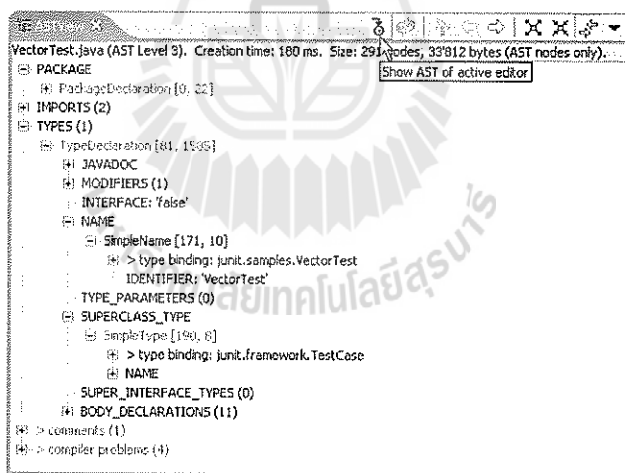 VectorTest.java (AST Level 3). Creation time: 180 ms. Size: 291 nodes, 33'812 bytes (AST nodes only).
Show AST of active editor
PACKAGE
PackageDeclaration [0, 22]
IMPORTS (2)
TYPES (1)
TypeDeclaration [81, 1585]
JAVADOC
MODIFIERS (1)
INTERFACE: 'false'
NAME
SimpleName [171, 10]
> type binding: junit.samples.VectorTest
IDENTIFIER: 'VectorTest'
TYPE_PARAMETERS (0)
SUPERCLASS_TYPE
SimpleType [190, 8]
> type binding: junit.framework.TestCase
NAME
SUPER_INTERFACE_TYPES (0)
BODY_DECLARATIONS (11)
> comments (1)
> compiler problems (4)